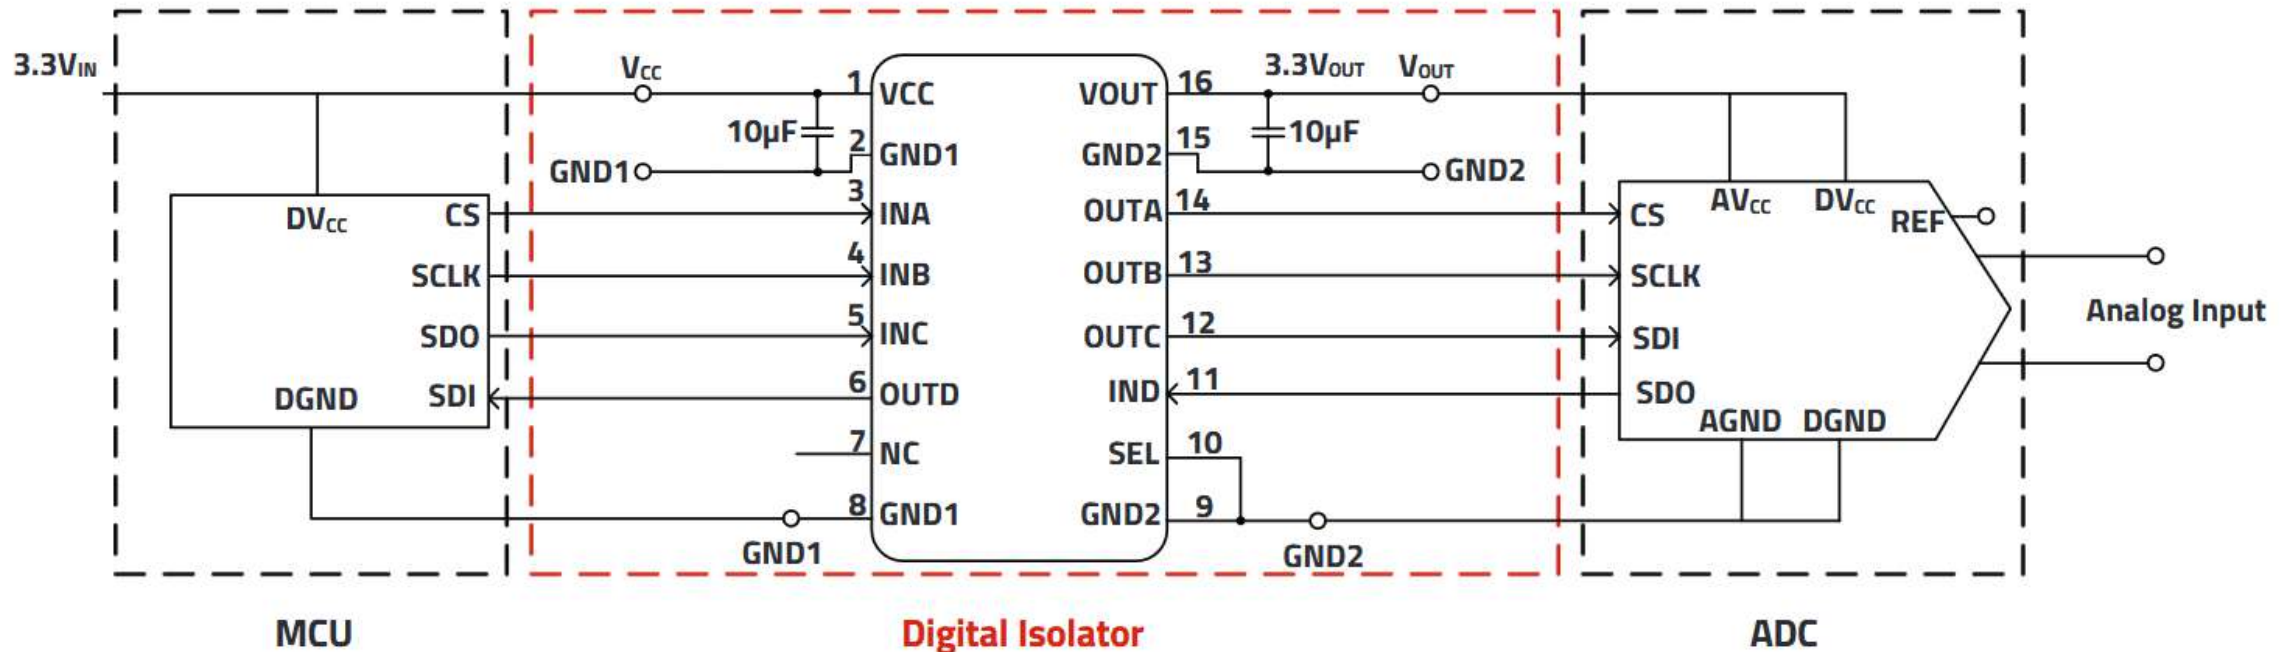 3.3VIN
VCC
10μF
GND1
DVCC
CS
SCLK
SDO
SDI
DGND
GND1
1 VCC
2 GND1
3 INA
4 INB
5 INC
6 OUTD
7 NC
8 GND1
VOUT 16
GND2 15
OUTA 14
OUTB 13
OUTC 12
IND 11
SEL 10
GND2 9
3.3VOUT VOUT
10μF
GND2
GND2
AVCC DVCC
REF
CS
SCLK
SDI
SDO
AGND DGND
Analog Input
MCU
Digital Isolator
ADC